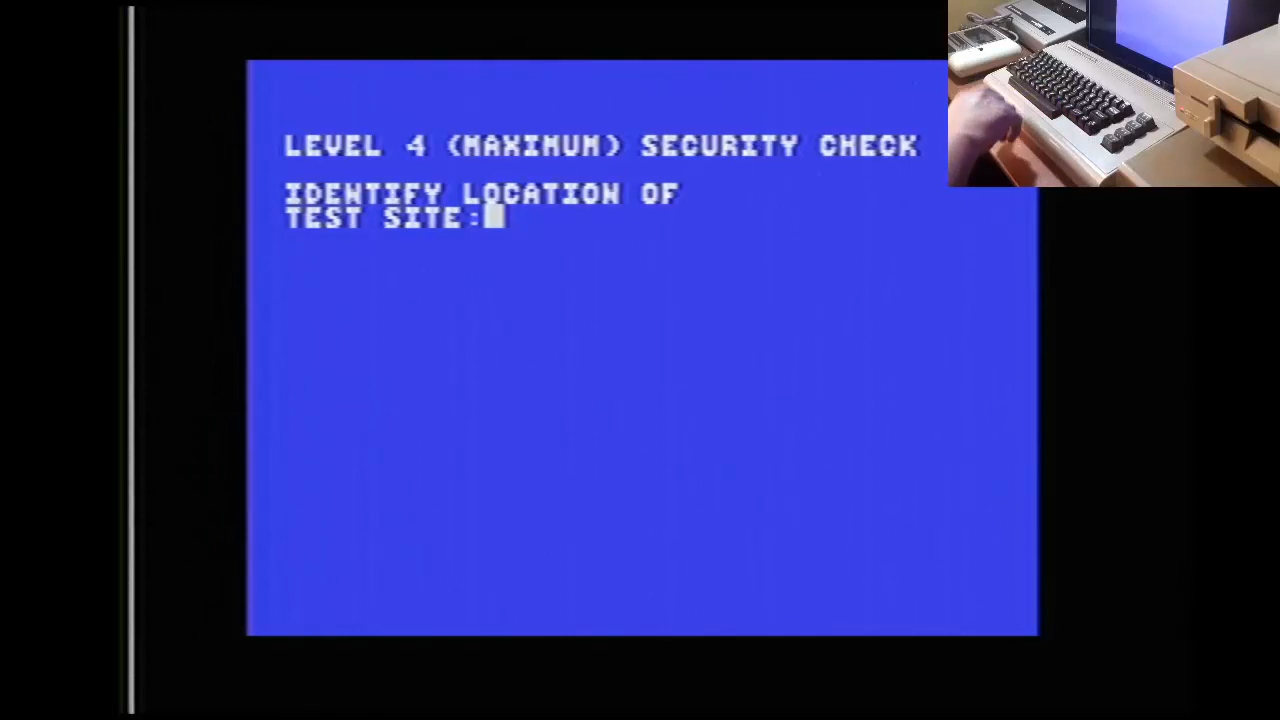 LEVEL 4 (MAXIMUM) SECURITY CHECK
IDENTIFY LOCATION OF
TEST SITE: